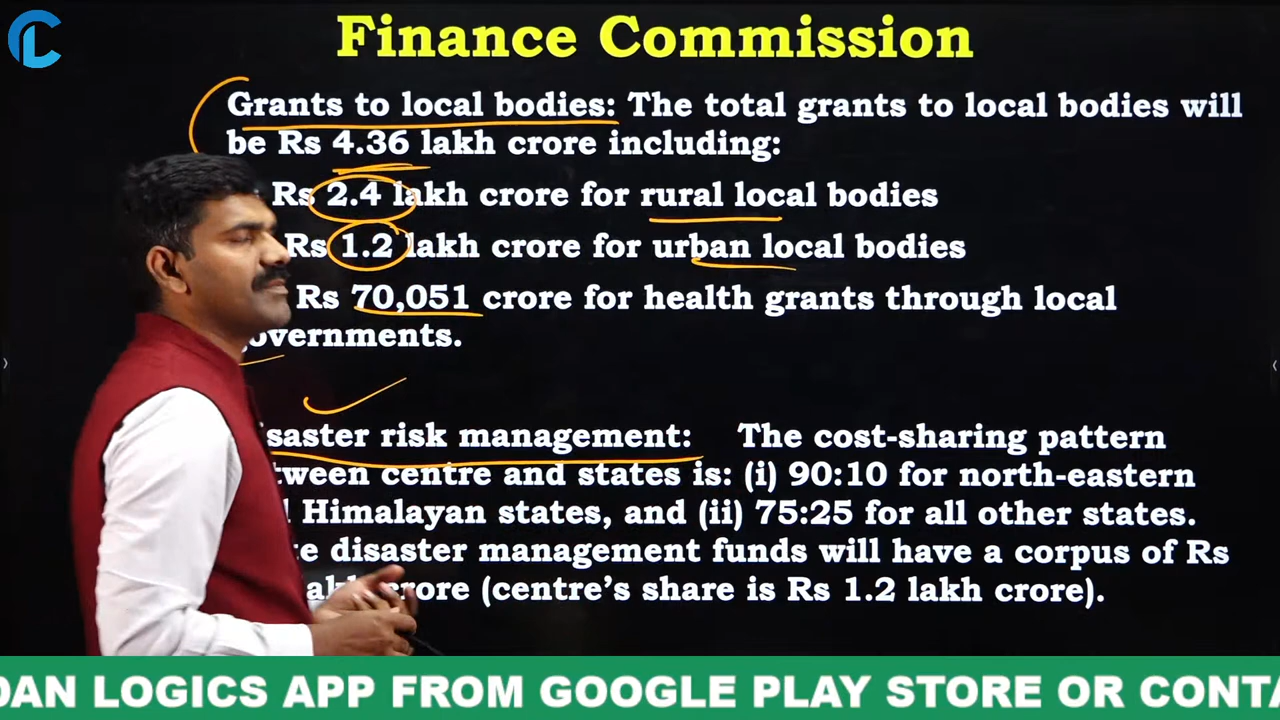 Finance Commission
Grants to local bodies: The total grants to local bodies will
be Rs 4.36 lakh crore including:
Rs 2.4 lakh crore for rural local bodies
Rs 1.2 lakh crore for urban local bodies
Rs 70,051 crore for health grants through local
governments.
saster risk management: The cost-sharing pattern
tween centre and states is: (i) 90:10 for north-eastern
Himalayan states, and (ii) 75:25 for all other states.
disaster management funds will have a corpus of Rs
crore (centre's share is Rs 1.2 lakh crore).
DAN LOGICS APP FROM GOOGLE PLAY STORE OR CONTA